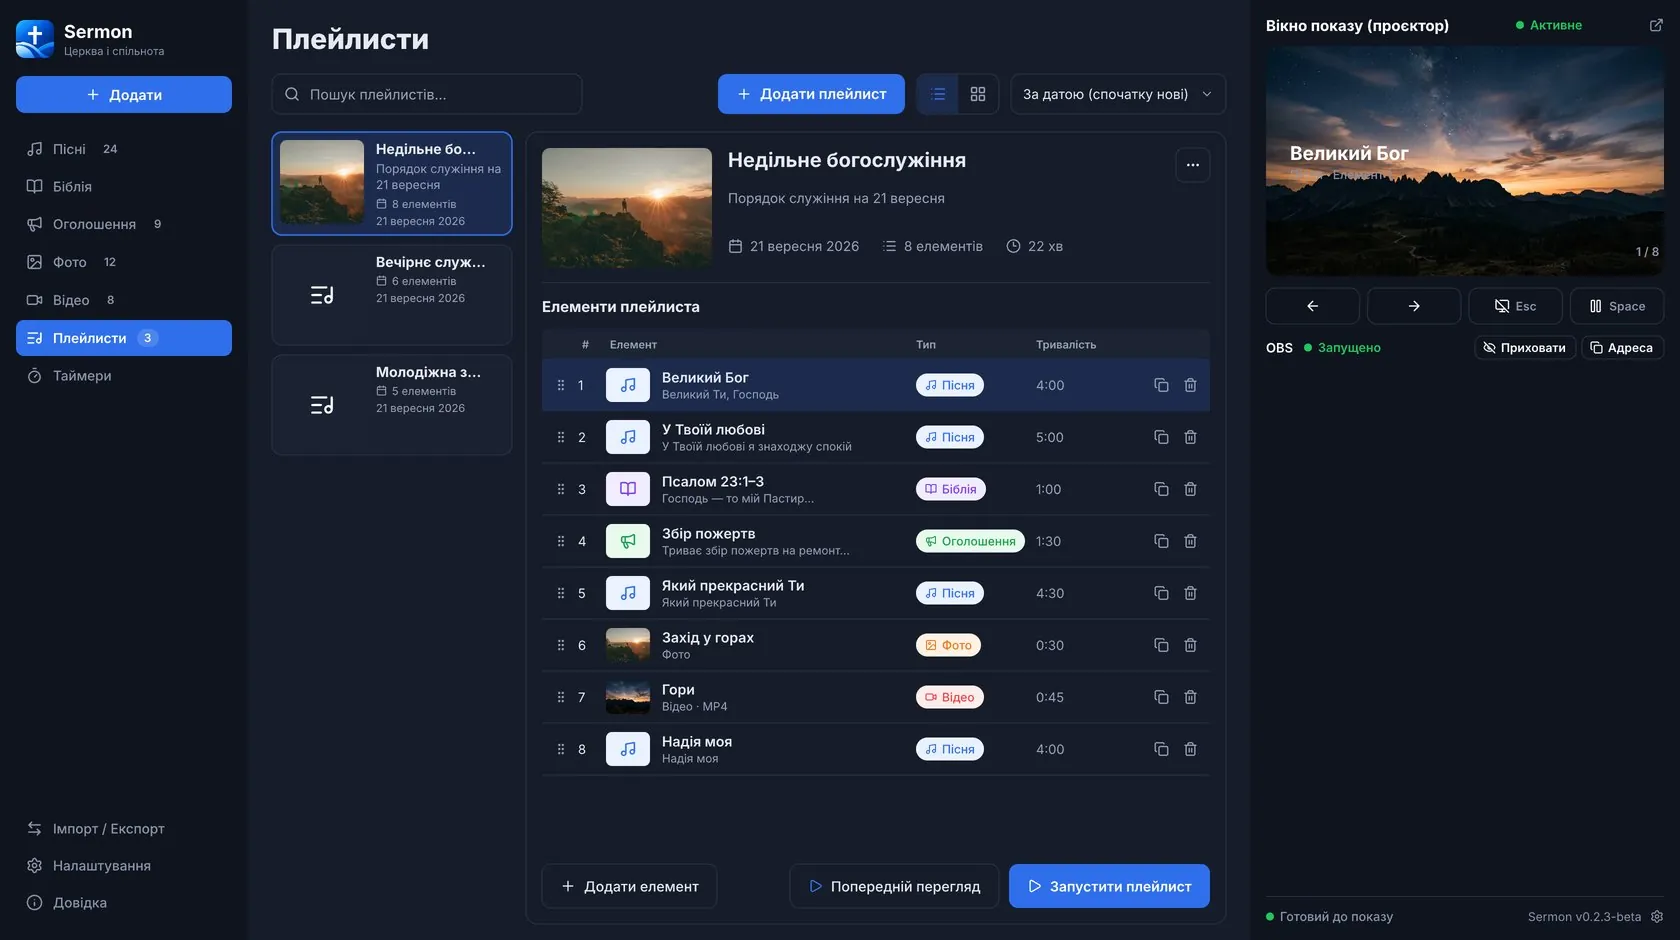 Sermon
Церква і спільнота
Додати
Пісні 24
Біблія
Оголошення 9
Фото 12
Відео 8
Плейлисти 3
Таймери
Імпорт / Експорт
Налаштування
Довідка
Плейлисти
Пошук плейлистів...
Додати плейлист
За датою (спочатку нові)
Недільне бо...
Порядок служіння на
21 вересня
8 елементів
21 вересня 2026
Вечірнє служ...
6 елементів
21 вересня 2026
Молодіжна з...
5 елементів
21 вересня 2026
Недільне богослужіння
Порядок служіння на 21 вересня
21 вересня 2026 8 елементів 22 хв
Елементи плейлиста
# Елемент Тип Тривалість
1 Великий Бог Пісня 4:00
Великий Ти, Господь
2 У Твоїй любові Пісня 5:00
У Твоїй любові я знаходжу спокій
3 Псалом 23:1–3 Біблія 1:00
Господь — то мій Пастир...
4 Збір пожертв Оголошення 1:30
Триває збір пожертв на ремонт...
5 Який прекрасний Ти Пісня 4:30
Який прекрасний Ти
6 Захід у горах Фото 0:30
Фото
7 Гори Відео 0:45
Відео · MP4
8 Надія моя Пісня 4:00
Надія моя
Додати елемент
Попередній перегляд
Запустити плейлист
Вікно показу (проєктор) Активне
Великий Бог
Елемент
1 / 8
Esc
Space
OBS Запущено
Приховати
Адреса
Готовий до показу
Sermon v0.2.3-beta